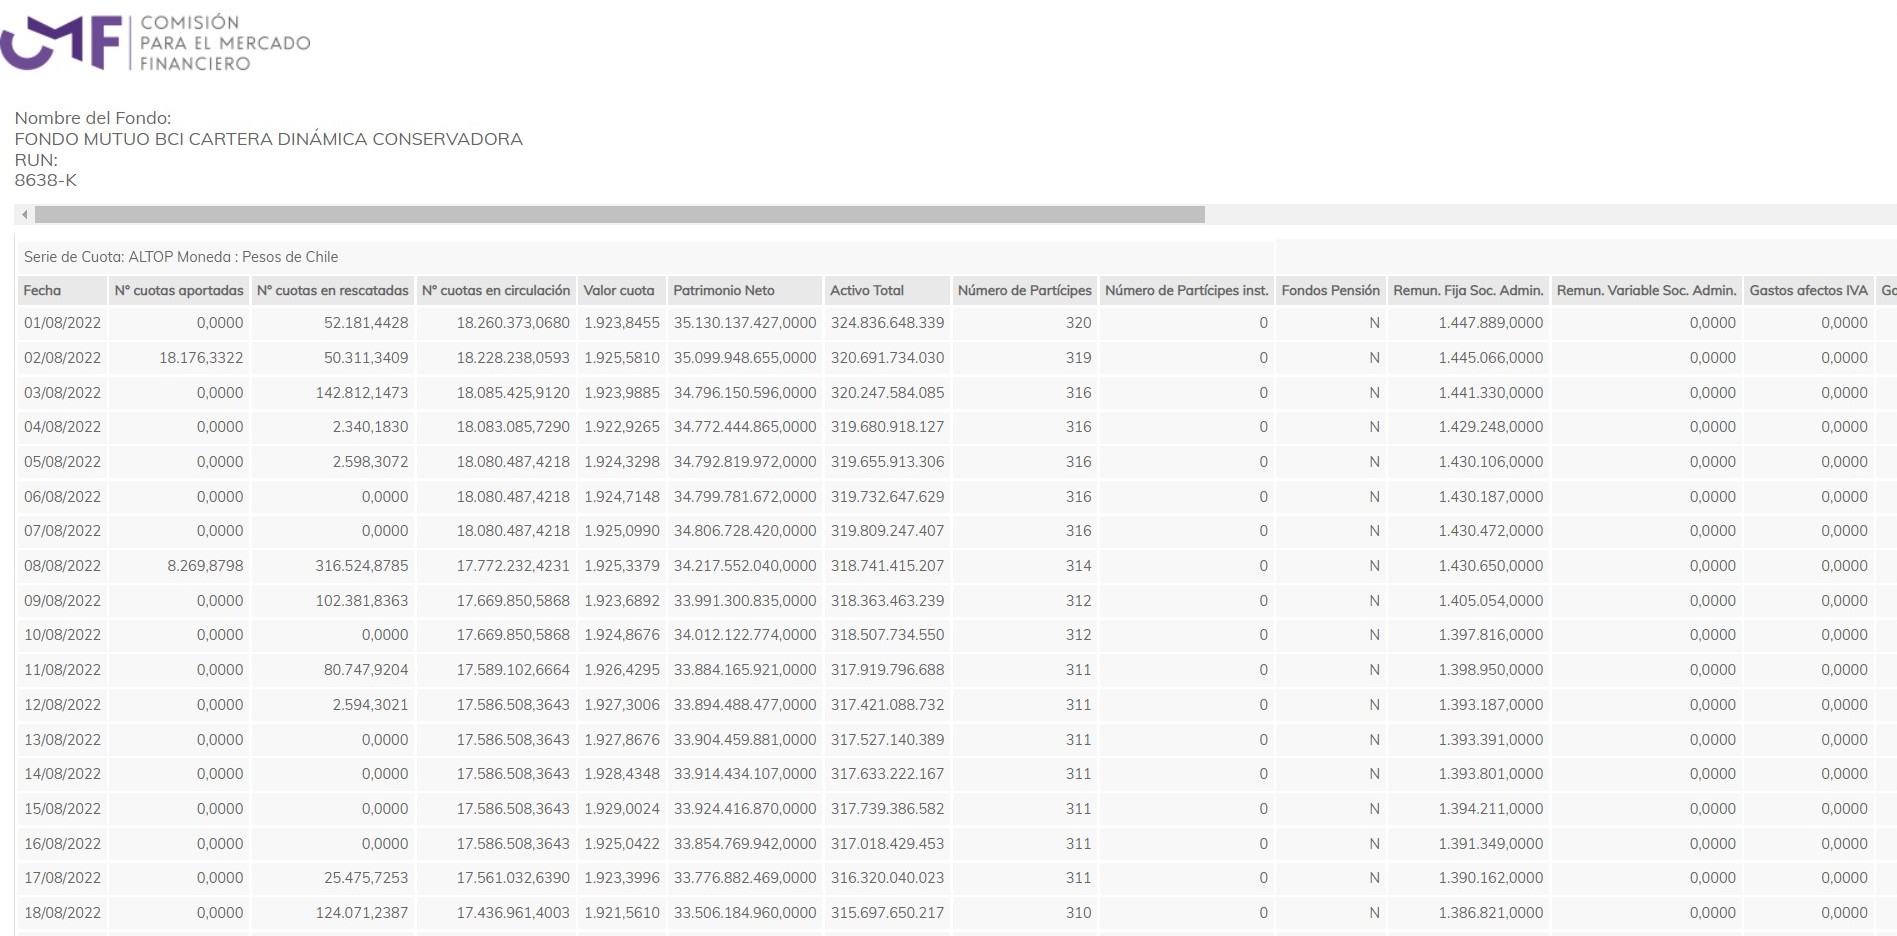 CMF
COMISIÓN
PARA EL MERCADO
FINANCIERO
Nombre del Fondo:
FONDO MUTUO BCI CARTERA DINÁMICA CONSERVADORA
RUN:
8638-K
Serie de Cuota: ALTOP Moneda : Pesos de Chile
Fecha N° cuotas aportadas N° cuotas en rescatadas N° cuotas en circulación Valor cuota Patrimonio Neto Activo Total Número de Partícipes Número de Partícipes inst. Fondos Pensión Remun. Fija Soc. Admin. Remun. Variable Soc. Admin. Gastos afectos IVA
01/08/2022 0,0000 52.181,4428 18.260.373,0680 1.923,8455 35.130.137.427,0000 324.836.648.339 320 0 N 1.447.889,0000 0,0000 0,0000
02/08/2022 18.176,3322 50.311,3409 18.228.238,0593 1.925,5810 35.099.948.655,0000 320.691.734.030 319 0 N 1.445.066,0000 0,0000 0,0000
03/08/2022 0,0000 142.812,1473 18.085.425,9120 1.923,9885 34.796.150.596,0000 320.247.584.085 316 0 N 1.441.330,0000 0,0000 0,0000
04/08/2022 0,0000 2.340,1830 18.083.085,7290 1.922,9265 34.772.444.865,0000 319.680.918.127 316 0 N 1.429.248,0000 0,0000 0,0000
05/08/2022 0,0000 2.598,3072 18.080.487,4218 1.924,3298 34.792.819.972,0000 319.655.913.306 316 0 N 1.430.106,0000 0,0000 0,0000
06/08/2022 0,0000 0,0000 18.080.487,4218 1.924,7148 34.799.781.672,0000 319.732.647.629 316 0 N 1.430.187,0000 0,0000 0,0000
07/08/2022 0,0000 0,0000 18.080.487,4218 1.925,0990 34.806.728.420,0000 319.809.247.407 316 0 N 1.430.472,0000 0,0000 0,0000
08/08/2022 8.269,8798 316.524,8785 17.772.232,4231 1.925,3379 34.217.552.040,0000 318.741.415.207 314 0 N 1.430.650,0000 0,0000 0,0000
09/08/2022 0,0000 102.381,8363 17.669.850,5868 1.923,6892 33.991.300.835,0000 318.363.463.239 312 0 N 1.405.054,0000 0,0000 0,0000
10/08/2022 0,0000 0,0000 17.669.850,5868 1.924,8676 34.012.122.774,0000 318.507.734.550 312 0 N 1.397.816,0000 0,0000 0,0000
11/08/2022 0,0000 80.747,9204 17.589.102,6664 1.926,4295 33.884.165.921,0000 317.919.796.688 311 0 N 1.398.950,0000 0,0000 0,0000
12/08/2022 0,0000 2.594,3021 17.586.508,3643 1.927,3006 33.894.488.477,0000 317.421.088.732 311 0 N 1.393.187,0000 0,0000 0,0000
13/08/2022 0,0000 0,0000 17.586.508,3643 1.927,8676 33.904.459.881,0000 317.527.140.389 311 0 N 1.393.391,0000 0,0000 0,0000
14/08/2022 0,0000 0,0000 17.586.508,3643 1.928,4348 33.914.434.107,0000 317.633.222.167 311 0 N 1.393.801,0000 0,0000 0,0000
15/08/2022 0,0000 0,0000 17.586.508,3643 1.929,0024 33.924.416.870,0000 317.739.386.582 311 0 N 1.394.211,0000 0,0000 0,0000
16/08/2022 0,0000 0,0000 17.586.508,3643 1.925,0422 33.854.769.942,0000 317.018.429.453 311 0 N 1.391.349,0000 0,0000 0,0000
17/08/2022 0,0000 25.475,7253 17.561.032,6390 1.923,3996 33.776.882.469,0000 316.320.040.023 311 0 N 1.390.162,0000 0,0000 0,0000
18/08/2022 0,0000 124.071,2387 17.436.961,4003 1.921,5610 33.506.184.960,0000 315.697.650.217 310 0 N 1.386.821,0000 0,0000 0,0000